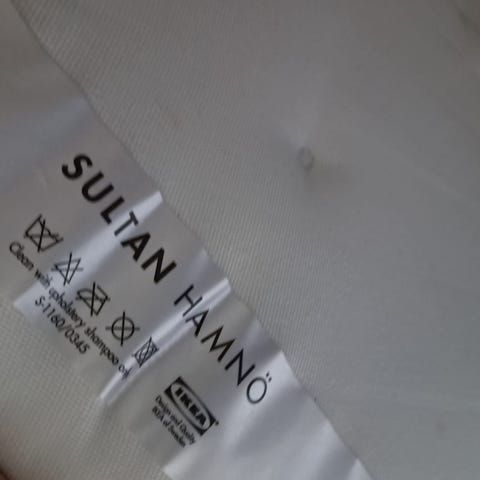 SULTAN HAMNÖ
Clean with upholstery shampoo only
S-1160/0345
IKEA
Design and Quality
IKEA of Sweden